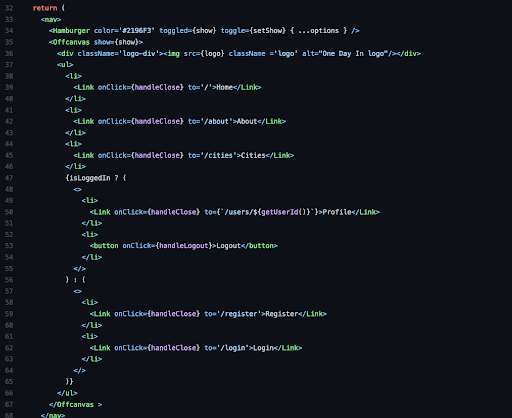 32 return (
33 <nav>
34 <Hamburger color='#2196F3' toggled={show} toggle={setShow} { ...options } />
35 <Offcanvas show={show}>
36 <div className='logo-div'><img src={logo} className ='logo' alt="One Day In logo"/></div>
37 <ul>
38 <li>
39 <Link onClick={handleClose} to='/'>Home</Link>
40 </li>
41 <li>
42 <Link onClick={handleClose} to='/about'>About</Link>
43 </li>
44 <li>
45 <Link onClick={handleClose} to='/cities'>Cities</Link>
46 </li>
47 {isLoggedIn ? (
48 <>
49 <li>
50 <Link onClick={handleClose} to={`/users/${getUserId()}`}>Profile</Link>
51 </li>
52 <li>
53 <button onClick={handleLogout}>Logout</button>
54 </li>
55 </>
56 ) : (
57 <>
58 <li>
59 <Link onClick={handleClose} to='/register'>Register</Link>
60 </li>
61 <li>
62 <Link onClick={handleClose} to='/login'>Login</Link>
63 </li>
64 </>
65 )}
66 </ul>
67 </Offcanvas >
68 </nav>